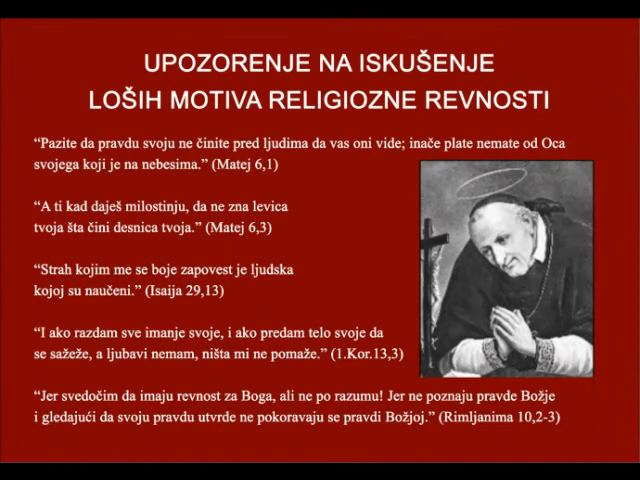 UPOZORENJE NA ISKUŠENJE
LOŠIH MOTIVA RELIGIOZNE REVNOSTI
“Pazite da pravdu svoju ne činite pred ljudima da vas oni vide; inače plate nemate od Oca
svojega koji je na nebesima.” (Matej 6,1)
“A ti kad daješ milostinju, da ne zna levica
tvoja šta čini desnica tvoja.” (Matej 6,3)
“Strah kojim me se boje zapovest je ljudska
kojoj su naučeni.” (Isaija 29,13)
“I ako razdam sve imanje svoje, i ako predam telo svoje da
se sažeže, a ljubavi nemam, ništa mi ne pomaže.” (1.Kor.13,3)
“Jer svedočim da imaju revnost za Boga, ali ne po razumu! Jer ne poznaju pravde Božje
i gledajući da svoju pravdu utvrde ne pokoravaju se pravdi Božjoj.” (Rimljanima 10,2-3)